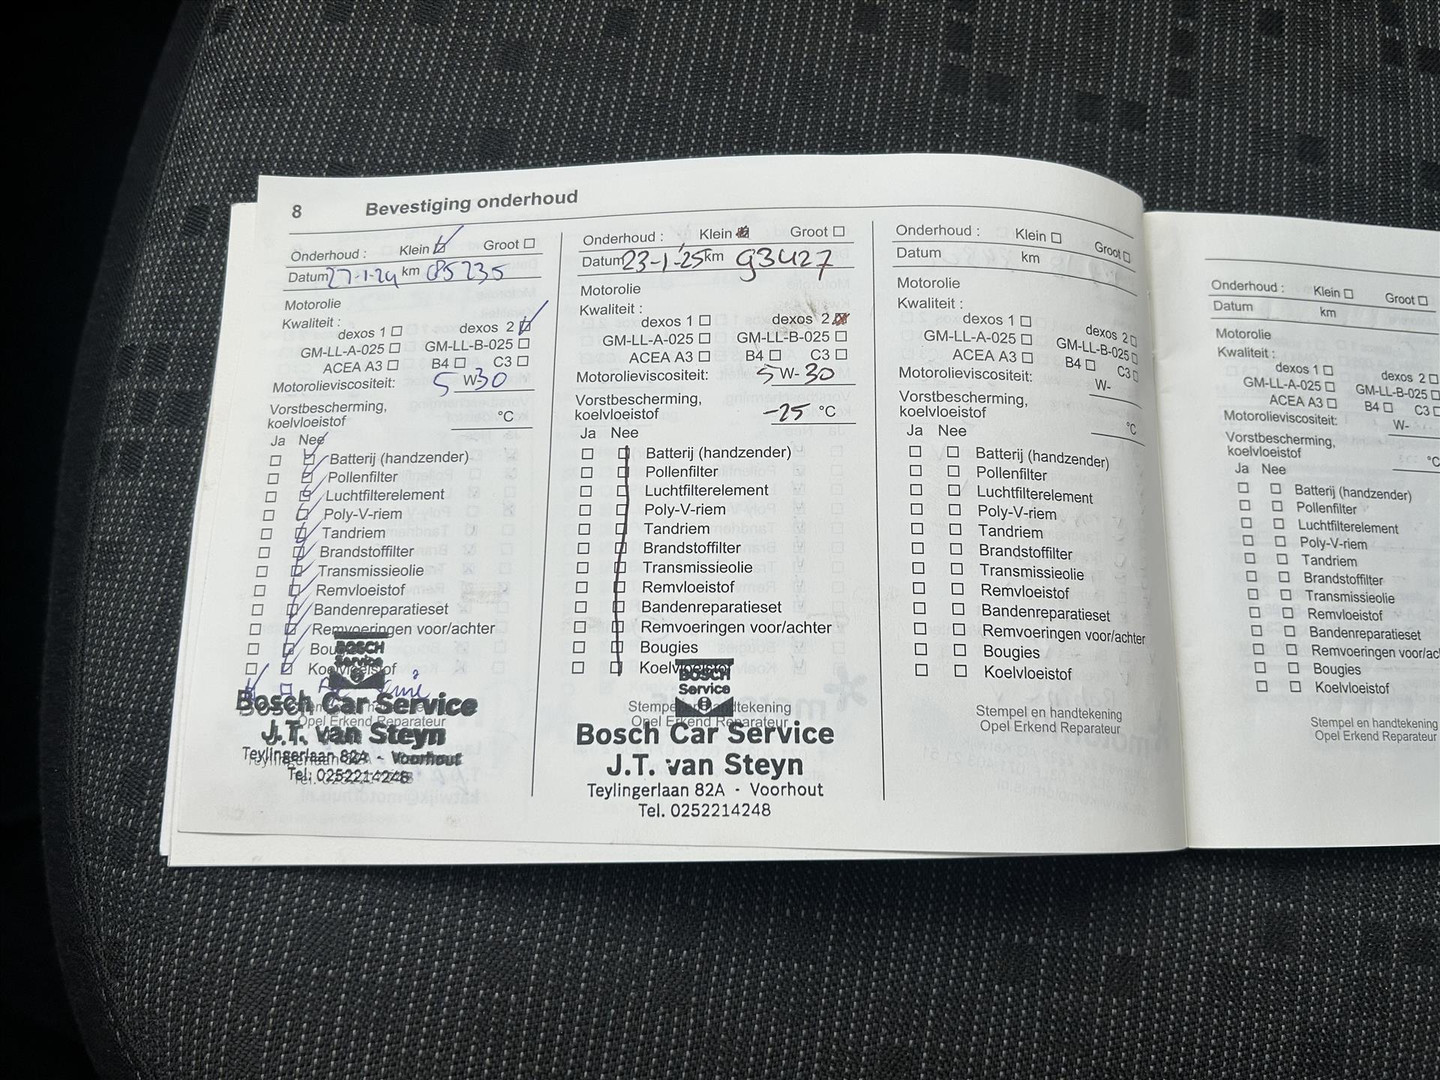 8 Bevestiging onderhoud
Onderhoud : Klein Groot
Datum 27-1-24 km 085235
Motorolie
Kwaliteit :
dexos 1 dexos 2
GM-LL-A-025 GM-LL-B-025
ACEA A3 B4 C3
Motorolieviscositeit: 5 W- 30
Vorstbescherming,
koelvloeistof °C
Ja Nee
Batterij (handzender)
Pollenfilter
Luchtfilterelement
Poly-V-riem
Tandriem
Brandstoffilter
Transmissieolie
Remvloeistof
Bandenreparatieset
Remvoeringen voor/achter
Koelvloeistof
BOSCH
Service
Bosch Car Service
Opel Erkend Reparateur
J.T. van Steyn
Teylingerlaan 82A - Voorhout
Tel. 0252214248
Onderhoud : Klein Groot
Datum 23-1-25 km 93427
Motorolie
Kwaliteit :
dexos 1 dexos 2
GM-LL-A-025 GM-LL-B-025
ACEA A3 B4 C3
Motorolieviscositeit: 5 W- 30
Vorstbescherming,
koelvloeistof -25 °C
Ja Nee
Batterij (handzender)
Pollenfilter
Luchtfilterelement
Poly-V-riem
Tandriem
Brandstoffilter
Transmissieolie
Remvloeistof
Bandenreparatieset
Remvoeringen voor/achter
Bougies
Koelvloeistof
BOSCH
Service
Stempel en handtekening
Opel Erkend Reparateur
Bosch Car Service
J.T. van Steyn
Teylingerlaan 82A - Voorhout
Tel. 0252214248
Onderhoud : Klein Groot
Datum km
Motorolie
Kwaliteit :
dexos 1 dexos 2
GM-LL-A-025 GM-LL-B-025
ACEA A3 B4 C3
Motorolieviscositeit: W-
Vorstbescherming,
koelvloeistof °C
Ja Nee
Batterij (handzender)
Pollenfilter
Luchtfilterelement
Poly-V-riem
Tandriem
Brandstoffilter
Transmissieolie
Remvloeistof
Bandenreparatieset
Remvoeringen voor/achter
Bougies
Koelvloeistof
Stempel en handtekening
Opel Erkend Reparateur
Onderhoud : Klein Groot
Datum km
Motorolie
Kwaliteit :
dexos 1 dexos 2
GM-LL-A-025 GM-LL-B-025
ACEA A3 B4 C3
Motorolieviscositeit: W-
Vorstbescherming,
koelvloeistof °C
Ja Nee
Batterij (handzender)
Pollenfilter
Luchtfilterelement
Poly-V-riem
Tandriem
Brandstoffilter
Transmissieolie
Remvloeistof
Bandenreparatieset
Remvoeringen voor/ac
Bougies
Koelvloeistof
Stempel en handtekening
Opel Erkend Reparateur